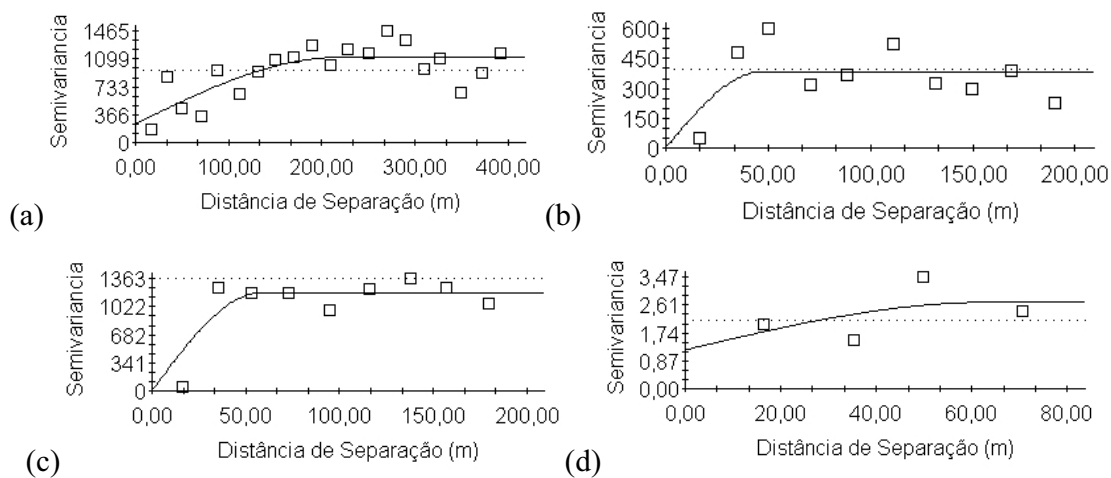 Semivariancia
1465
1099
733
366
0
0,00 100,00 200,00 300,00 400,00
Distância de Separação (m)
(a)
Semivariância
600
450
300
150
0
0,00 50,00 100,00 150,00 200,00
Distância de Separação (m)
(b)
Semivariancia
1363
1022
682
341
0
0,00 50,00 100,00 150,00 200,00
Distância de Separação (m)
(c)
Semivariancia
3,47
2,61
1,74
0,87
0,00
0,00 20,00 40,00 60,00 80,00
Distância de Separação (m)
(d)